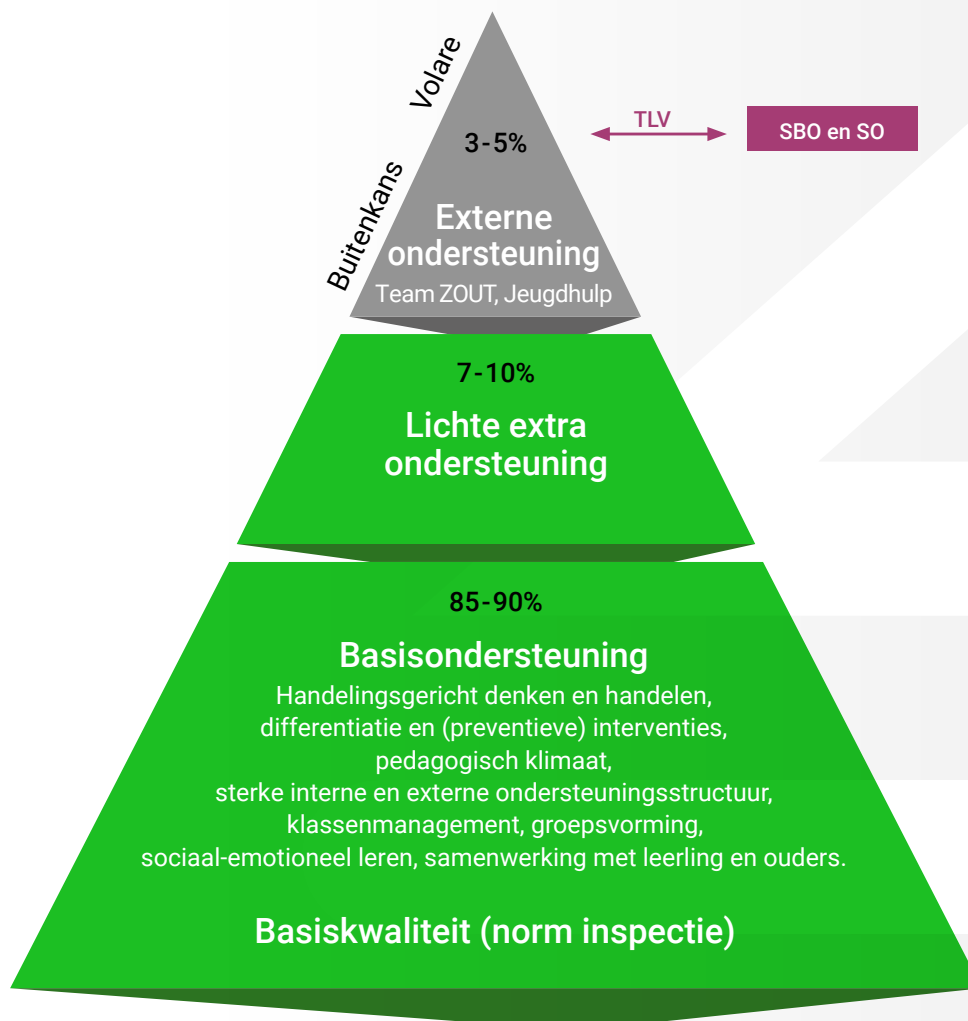 Volare
Buitenkans
3-5%
Externe
ondersteuning
Team ZOUT, Jeugdhulp
TLV
SBO en SO
7-10%
Lichte extra
ondersteuning
85-90%
Basisondersteuning
Handelingsgericht denken en handelen,
differentiatie en (preventieve) interventies,
pedagogisch klimaat,
sterke interne en externe ondersteuningsstructuur,
klassenmanagement, groepsvorming,
sociaal-emotioneel leren, samenwerking met leerling en ouders.
Basiskwaliteit (norm inspectie)